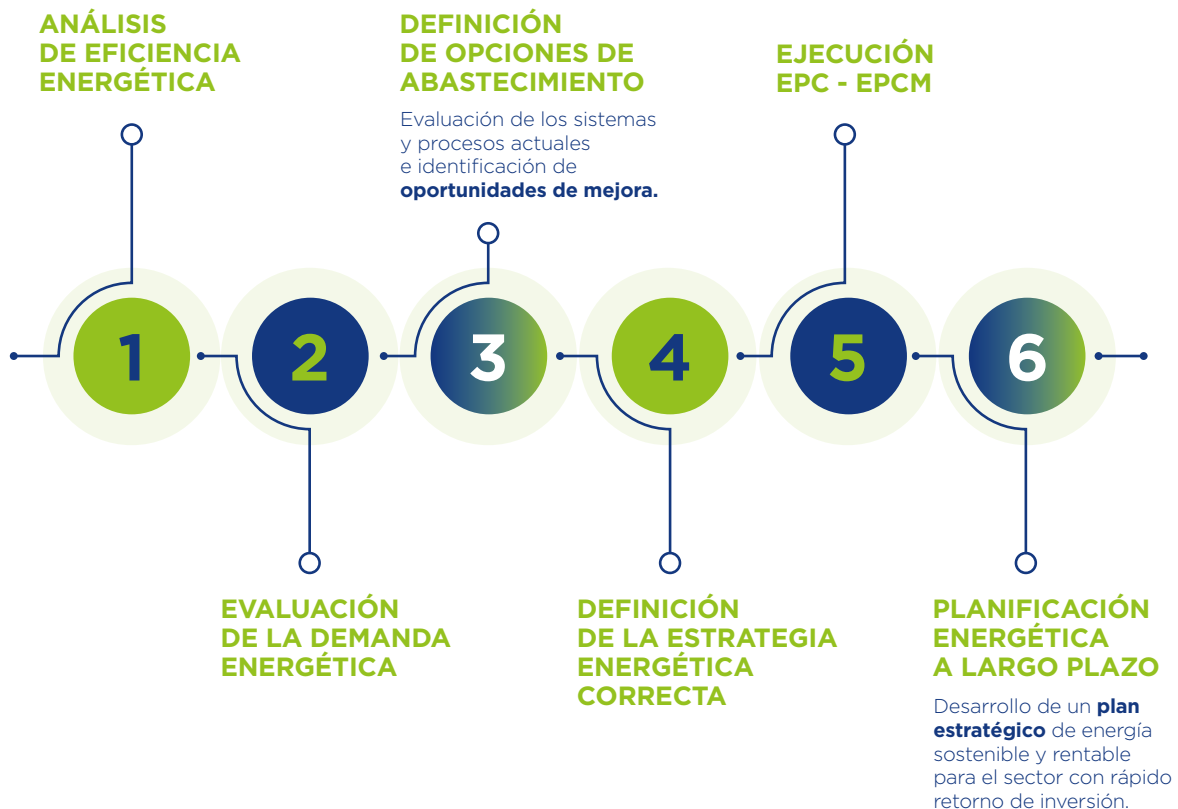 ANÁLISIS
DE EFICIENCIA
ENERGÉTICA
DEFINICIÓN
DE OPCIONES DE
ABASTECIMIENTO
Evaluación de los sistemas
y procesos actuales
e identificación de
oportunidades de mejora.
EJECUCIÓN
EPC - EPCM
1
2
3
4
5
6
EVALUACIÓN
DE LA DEMANDA
ENERGÉTICA
DEFINICIÓN
DE LA ESTRATEGIA
ENERGÉTICA
CORRECTA
PLANIFICACIÓN
ENERGÉTICA
A LARGO PLAZO
Desarrollo de un plan
estratégico de energía
sostenible y rentable
para el sector con rápido
retorno de inversión.